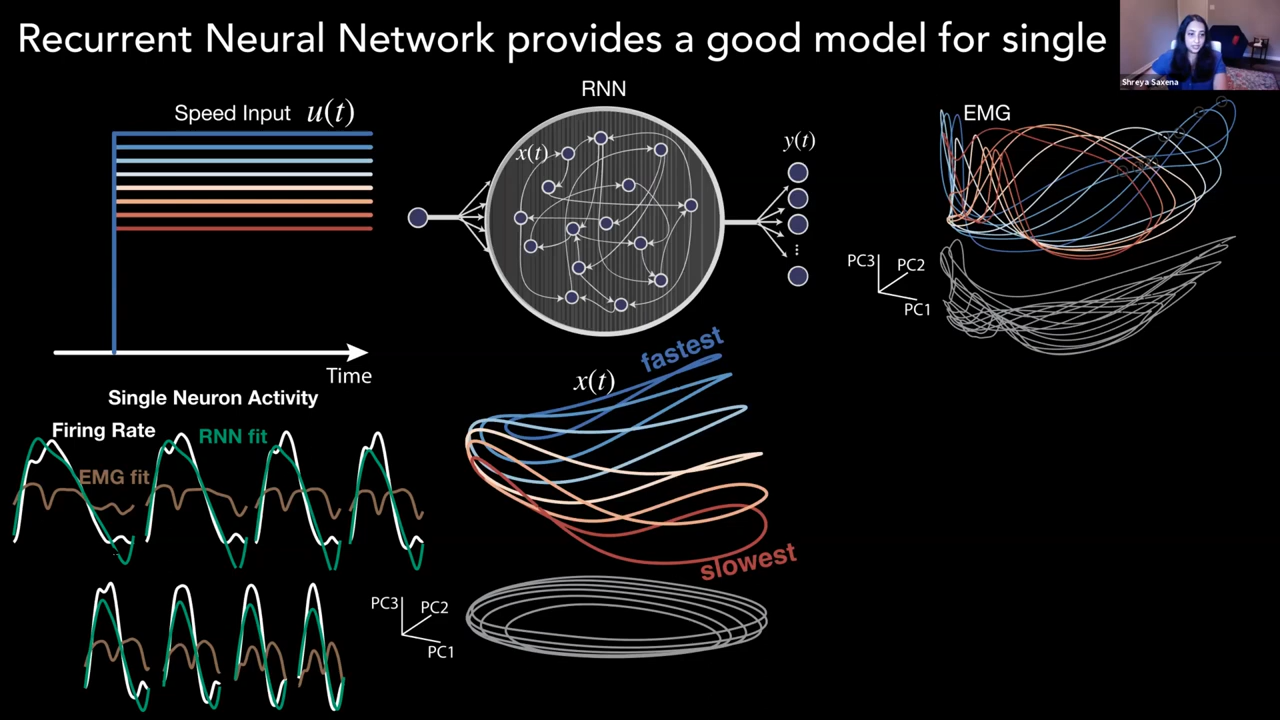 Recurrent Neural Network provides a good model for single
Shreya Saxena
Speed Input u(t)
RNN
x(t)
y(t)
EMG
PC3
PC2
PC1
Time
Single Neuron Activity
Firing Rate
RNN fit
EMG fit
x(t)
fastest
slowest
PC3
PC2
PC1